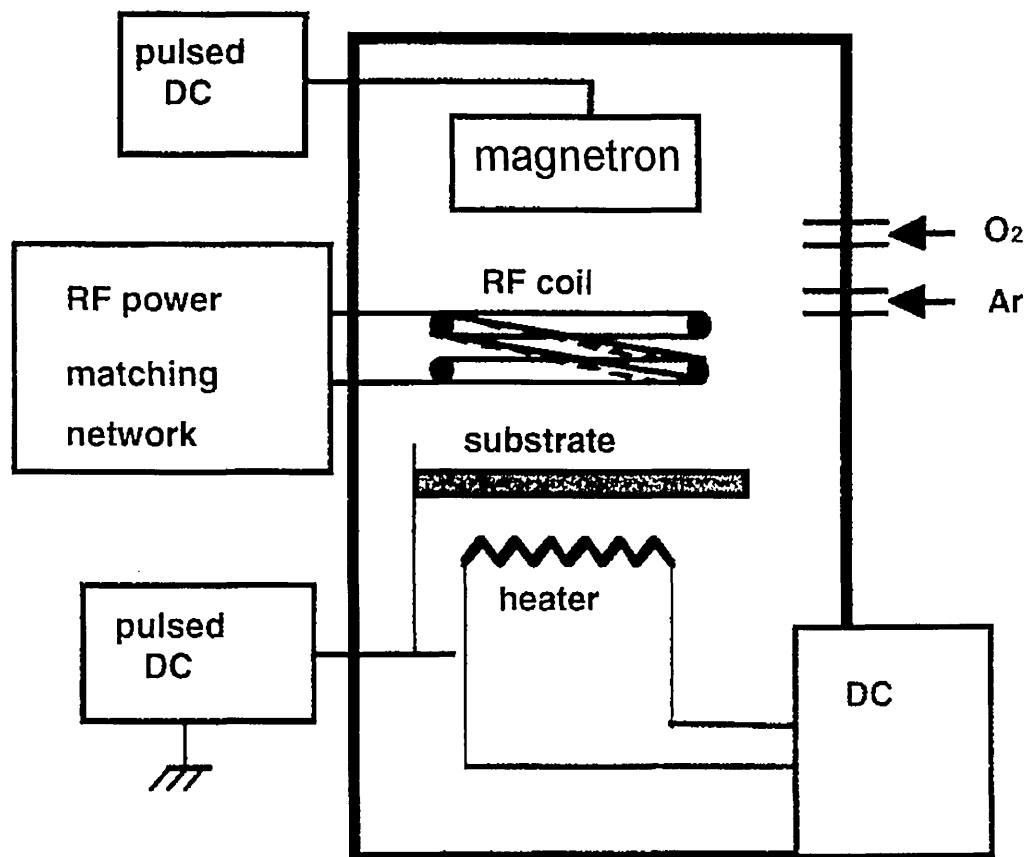 pulsed
DC
magnetron
O₂
RF coil
Ar
RF power
matching
network
substrate
heater
pulsed
DC
DC